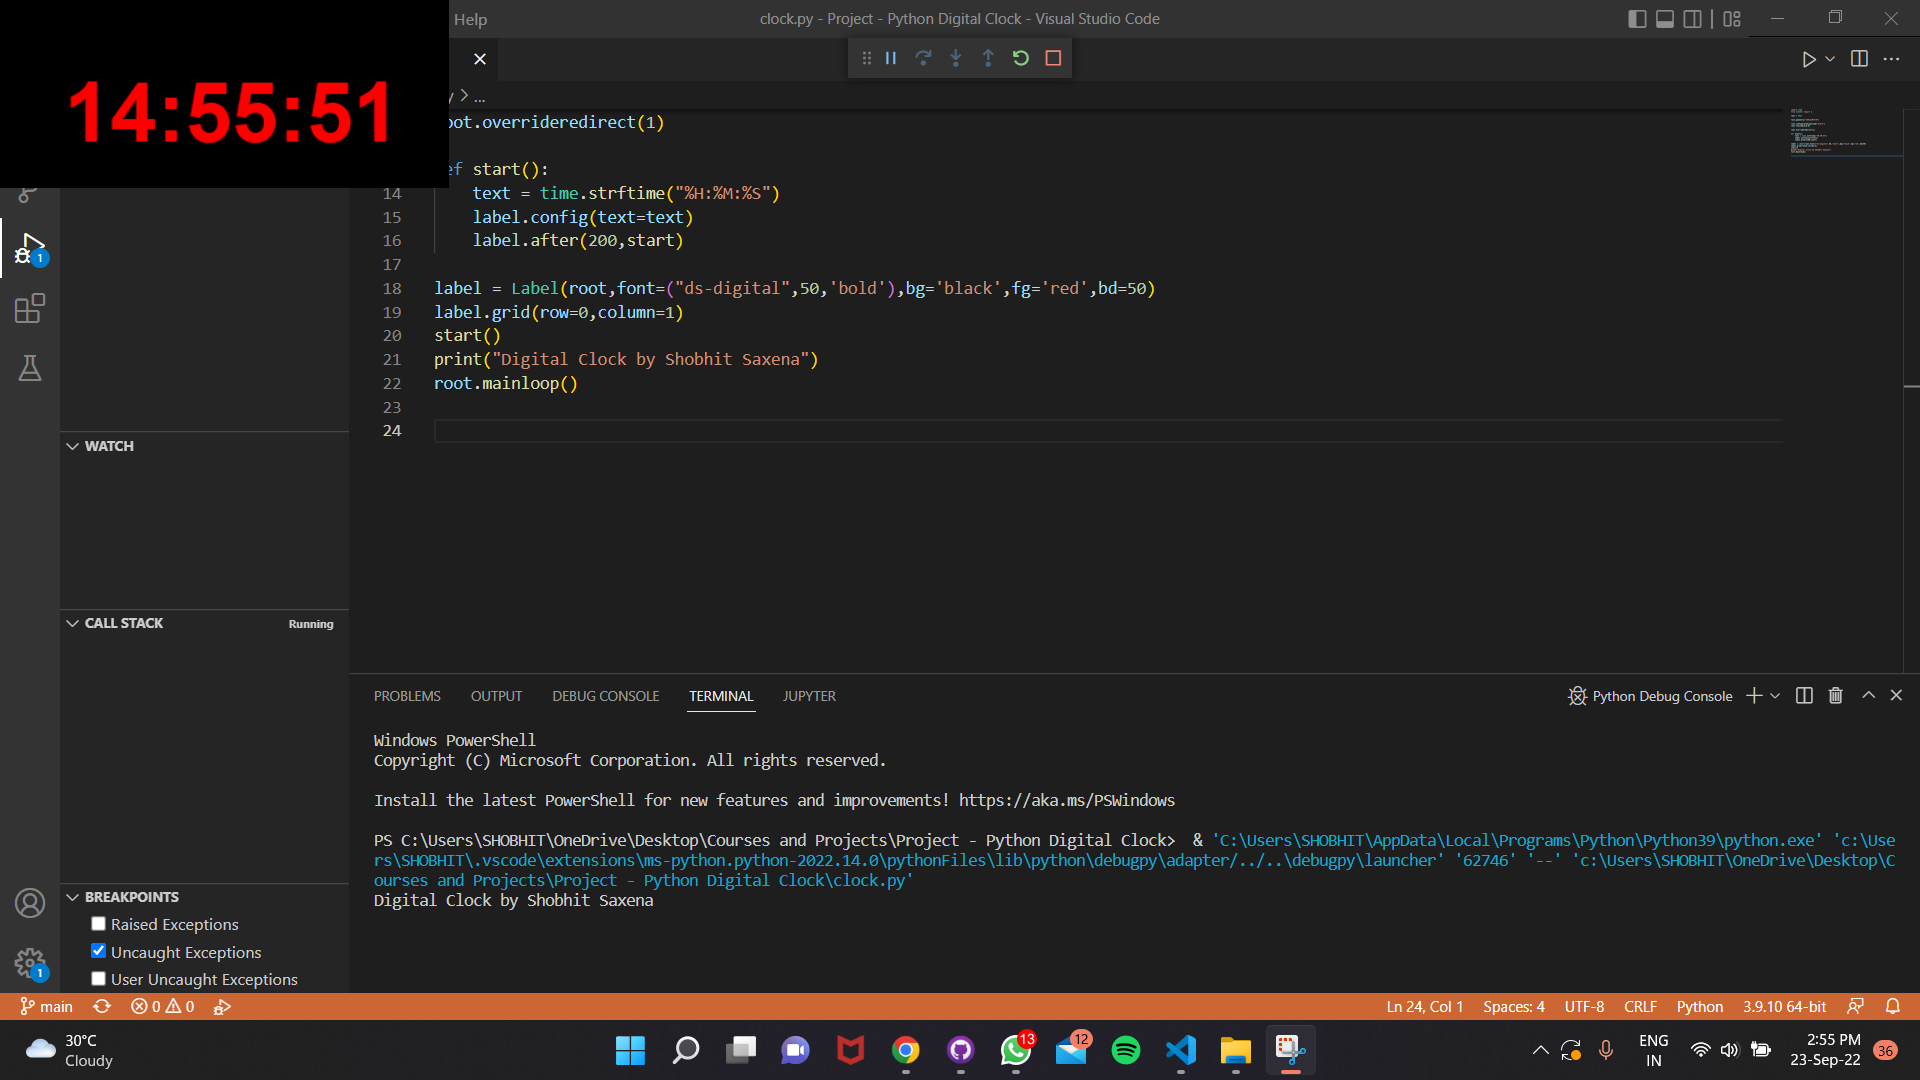 Help
clock.py - Project - Python Digital Clock - Visual Studio Code
14:55:51
y > ...
oot.overrideredirect(1)
ef start():
14 text = time.strftime("%H:%M:%S")
15 label.config(text=text)
16 label.after(200,start)
17
18 label = Label(root,font=("ds-digital",50,'bold'),bg='black',fg='red',bd=50)
19 label.grid(row=0,column=1)
20 start()
21 print("Digital Clock by Shobhit Saxena")
22 root.mainloop()
23
24
1
WATCH
CALL STACK Running
BREAKPOINTS
Raised Exceptions
Uncaught Exceptions
User Uncaught Exceptions
1
PROBLEMS OUTPUT DEBUG CONSOLE TERMINAL JUPYTER
Python Debug Console
Windows PowerShell
Copyright (C) Microsoft Corporation. All rights reserved.
Install the latest PowerShell for new features and improvements! https://aka.ms/PSWindows
PS C:\Users\SHOBHIT\OneDrive\Desktop\Courses and Projects\Project - Python Digital Clock> & 'C:\Users\SHOBHIT\AppData\Local\Programs\Python\Python39\python.exe' 'c:\Use
rs\SHOBHIT\.vscode\extensions\ms-python.python-2022.14.0\pythonFiles\lib\python\debugpy\adapter/../..\debugpy\launcher' '62746' '--' 'c:\Users\SHOBHIT\OneDrive\Desktop\C
ourses and Projects\Project - Python Digital Clock\clock.py'
Digital Clock by Shobhit Saxena
main 0 0
Ln 24, Col 1 Spaces: 4 UTF-8 CRLF Python 3.9.10 64-bit
30°C
Cloudy
13
12
ENG
IN
2:55 PM
23-Sep-22
36